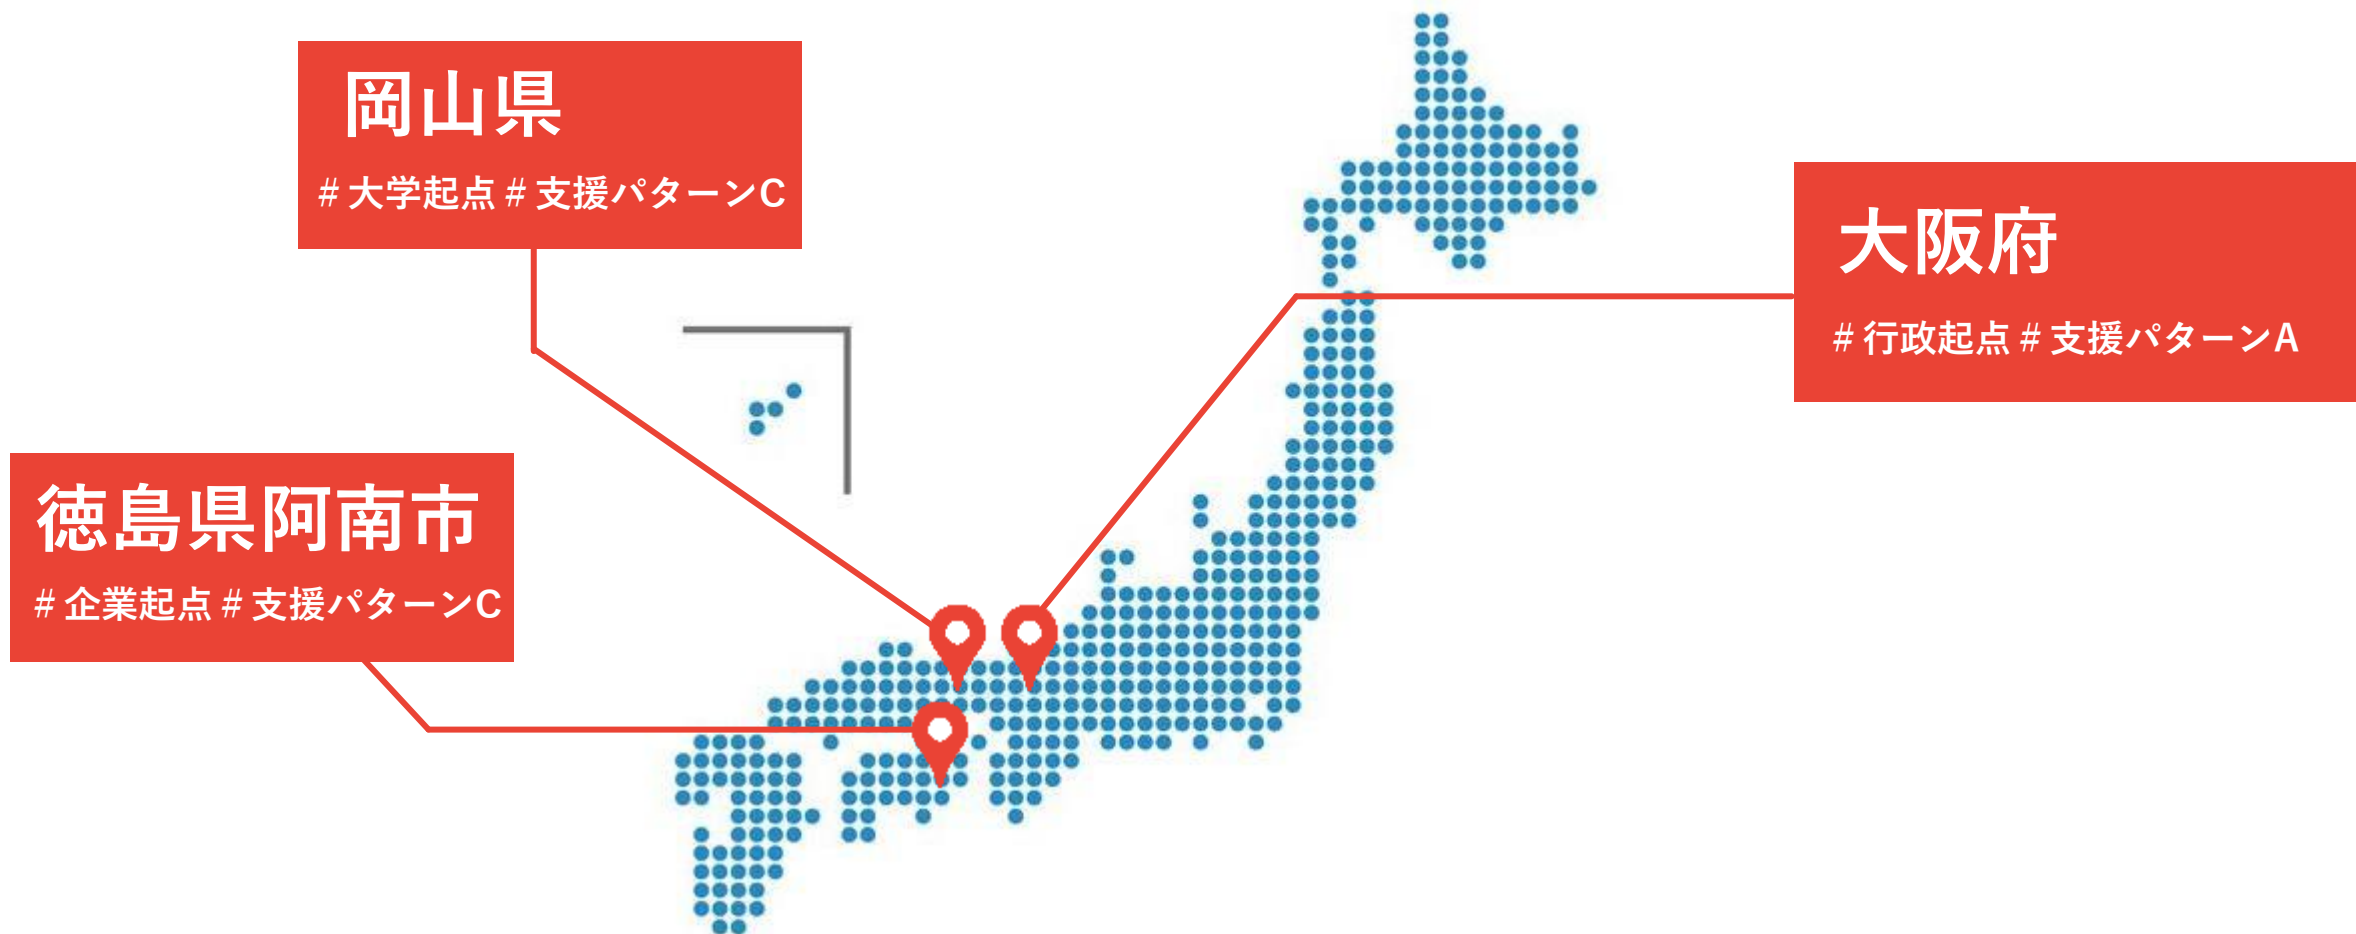 岡山県
# 大学起点 # 支援パターンC
大阪府
# 行政起点 # 支援パターンA
徳島県阿南市
# 企業起点 # 支援パターンC